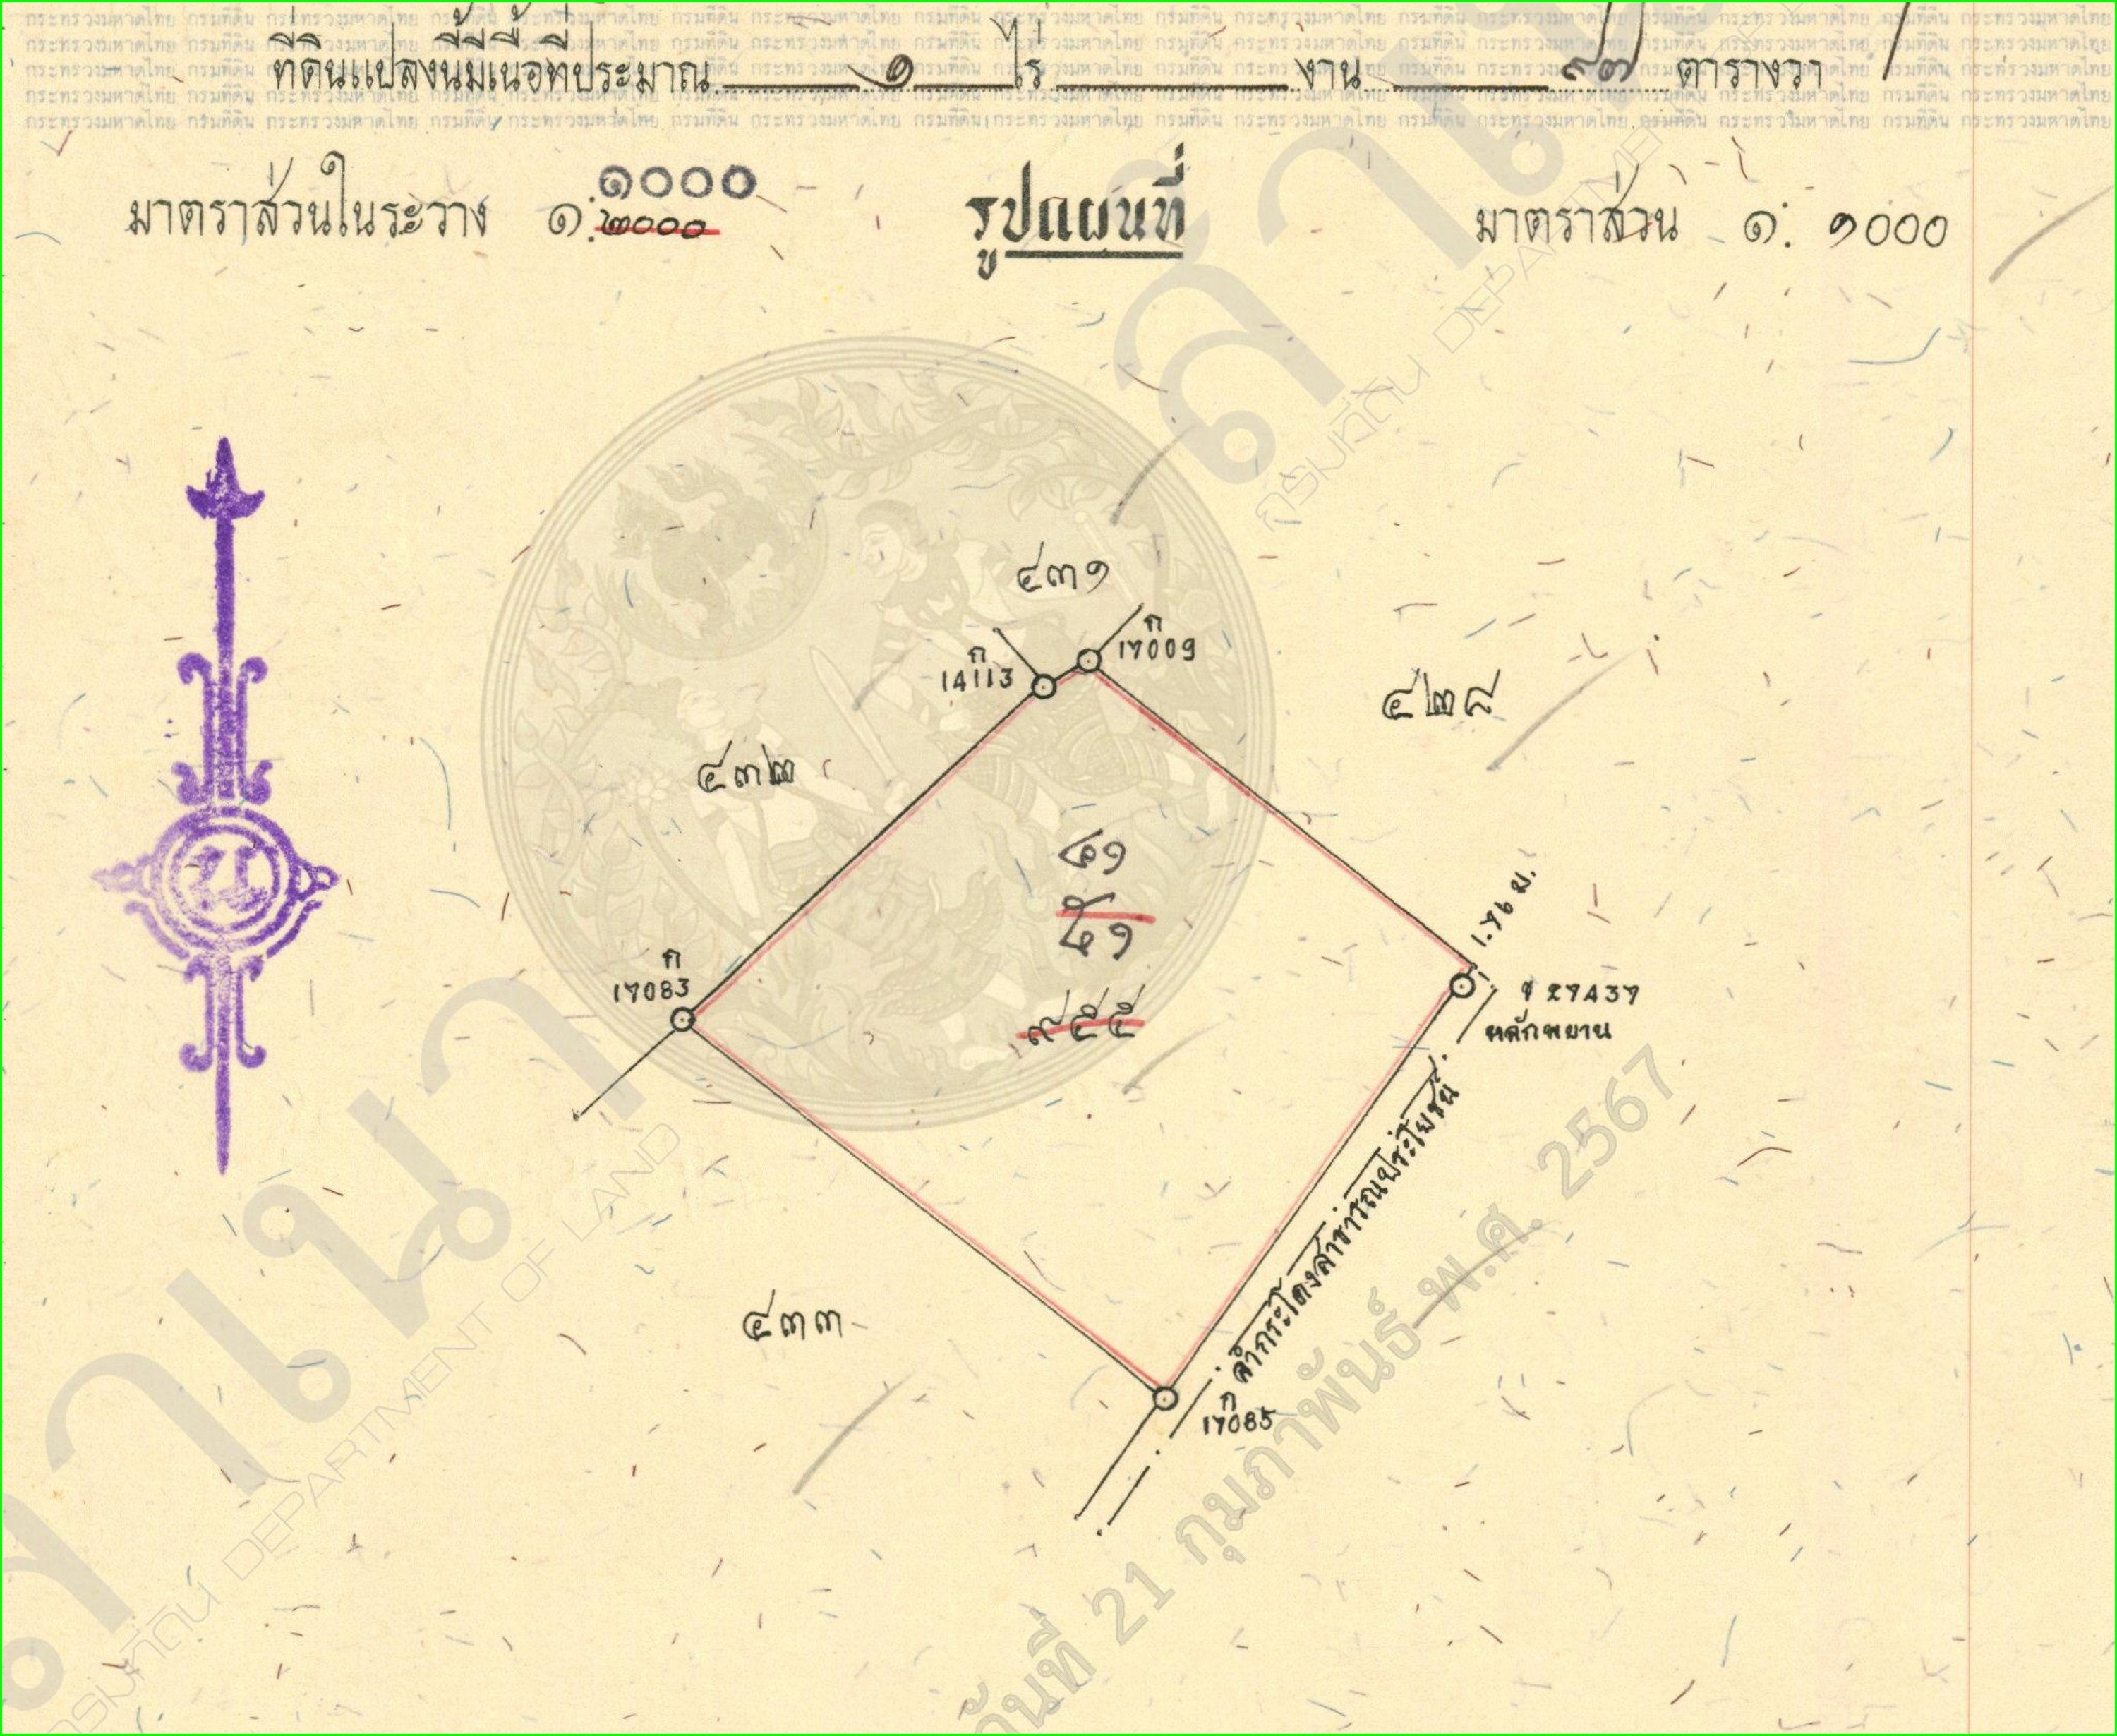 ที่ดินแปลงนี้มีเนื้อที่ประมาณ ๑ ไร่ งาน ๙๗ ตารางวา
มาตราส่วนในระวาง ๑:๒๐๐๐ ๑๐๐๐
รูปแผนที่
มาตราส่วน ๑: ๑๐๐๐
๔๓๑
ก
17009
ก
14113
๔๒๘
๔๓๒
๕๑
ก
17083
1.76 ม.
ข 27437
หลักพยาน
ลำกระโดงสาธารณประโยชน์
๔๓๓
ก
17085
สำเนา
กรมที่ดิน DEPARTMENT OF LAND
วันที่ 21 กุมภาพันธ์ พ.ศ. 2567